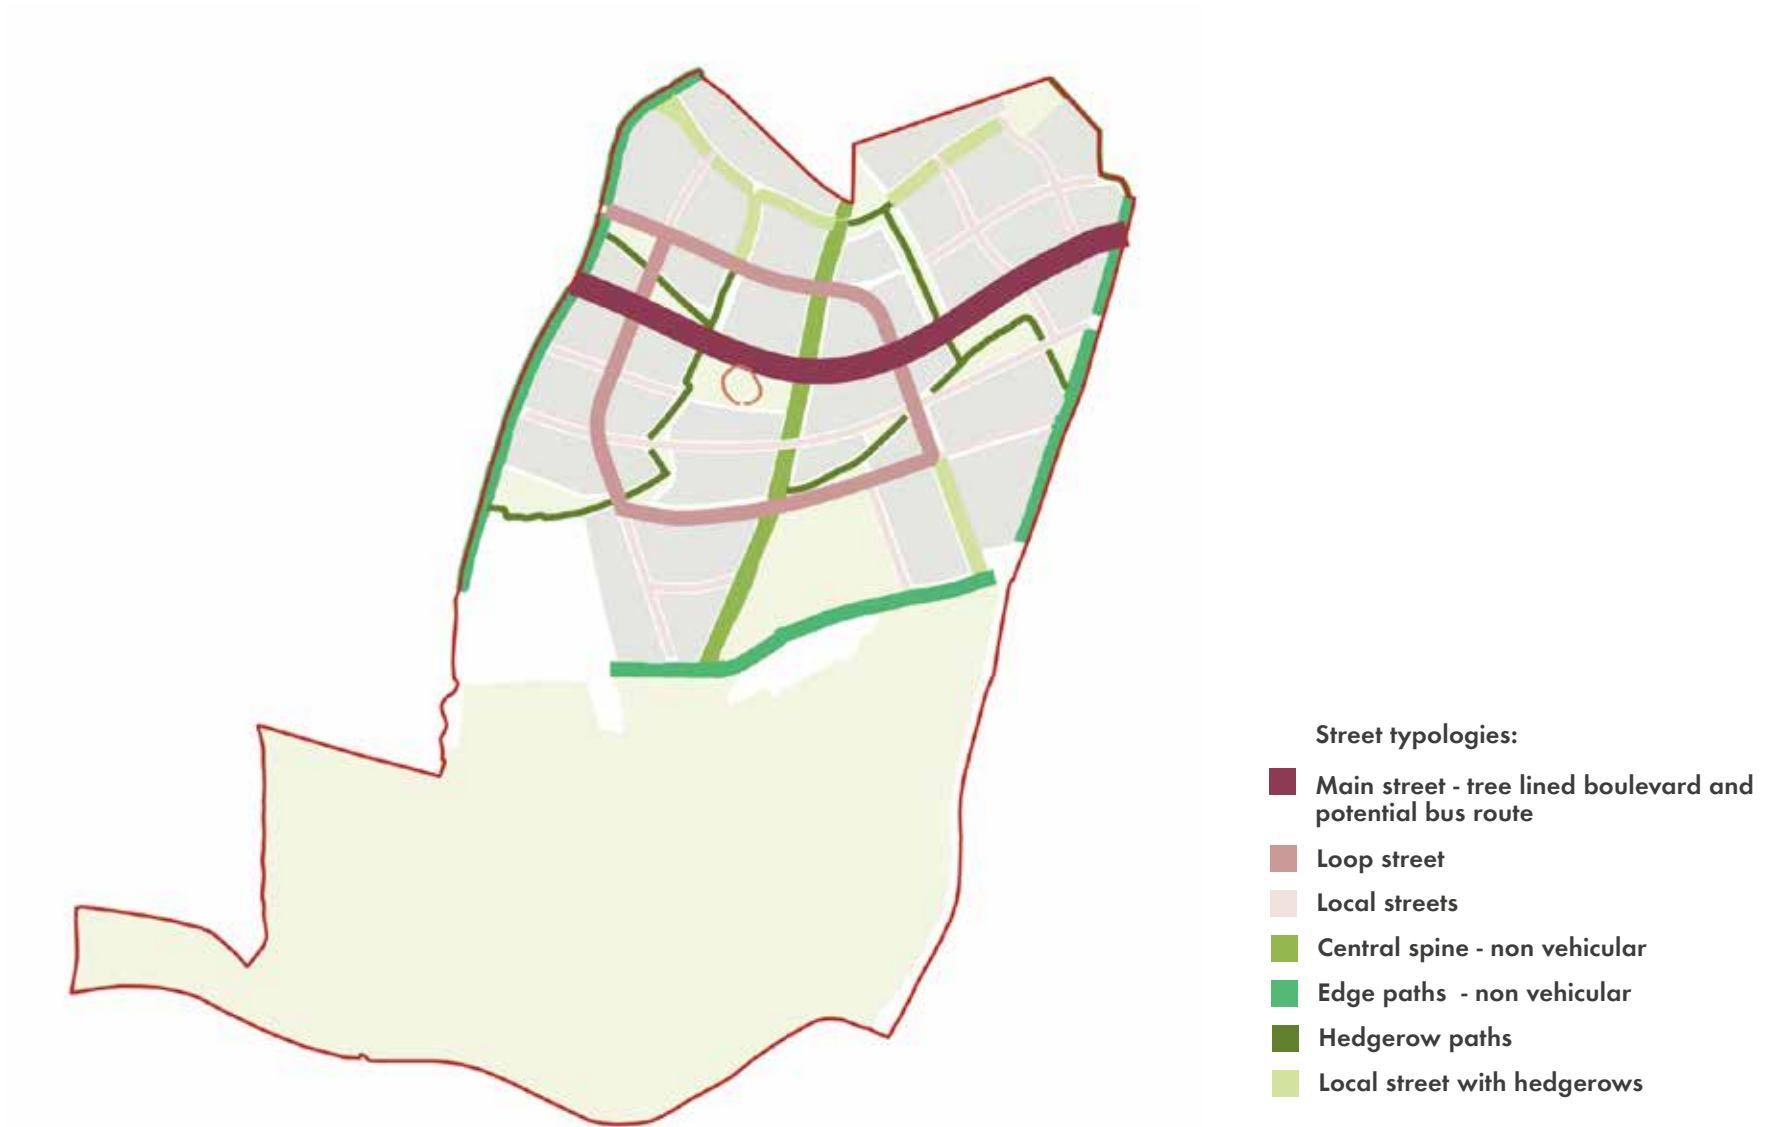 Street typologies:
Main street - tree lined boulevard and
potential bus route
Loop street
Local streets
Central spine - non vehicular
Edge paths  - non vehicular
Hedgerow paths
Local street with hedgerows